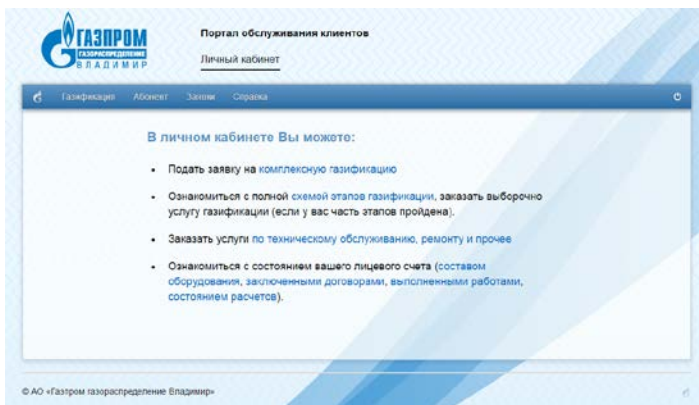 ГАЗПРОМ
ГАЗОРАСПРЕДЕЛЕНИЕ
ВЛАДИМИР
Портал обслуживания клиентов
Личный кабинет
Газификация Абонент Заявки Справка
В личном кабинете Вы можете:
• Подать заявку на комплексную газификацию
• Ознакомиться с полной схемой этапов газификации, заказать выборочно
услугу газификации (если у вас часть этапов пройдена).
• Заказать услуги по техническому обслуживанию, ремонту и прочее
• Ознакомиться с состоянием вашего лицевого счета (составом
оборудования, заключенными договорами, выполненными работами,
состоянием расчетов).
© АО «Газпром газораспределение Владимир»